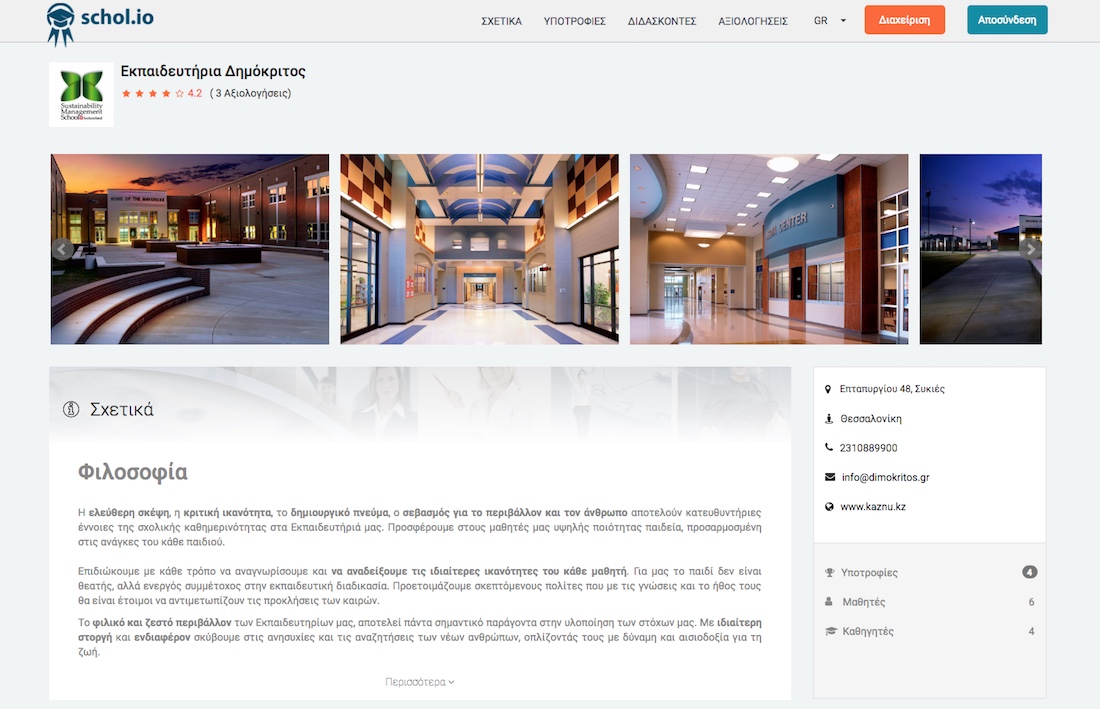 schol.io
ΣΧΕΤΙΚΑ ΥΠΟΤΡΟΦΙΕΣ ΔΙΔΑΣΚΟΝΤΕΣ ΑΞΙΟΛΟΓΗΣΕΙΣ GR Διαχείριση Αποσύνδεση
Εκπαιδευτήρια Δημόκριτος
4.2 ( 3 Αξιολογήσεις)
Sustainability
Management
School
HOME OF THE MAVERICKS
CENTER
Σχετικά
Φιλοσοφία
Η ελεύθερη σκέψη, η κριτική ικανότητα, το δημιουργικό πνεύμα, ο σεβασμός για το περιβάλλον και τον άνθρωπο αποτελούν κατευθυντήριες
έννοιες της σχολικής καθημερινότητας στα Εκπαιδευτήριά μας. Προσφέρουμε στους μαθητές μας υψηλής ποιότητας παιδεία, προσαρμοσμένη
στις ανάγκες του κάθε παιδιού.
Επιδιώκουμε με κάθε τρόπο να αναγνωρίσουμε και να αναδείξουμε τις ιδιαίτερες ικανότητες του κάθε μαθητή. Για μας το παιδί δεν είναι
θεατής, αλλά ενεργός συμμέτοχος στην εκπαιδευτική διαδικασία. Προετοιμάζουμε σκεπτόμενους πολίτες που με τις γνώσεις και το ήθος τους
θα είναι έτοιμοι να αντιμετωπίζουν τις προκλήσεις των καιρών.
Το φιλικό και ζεστό περιβάλλον των Εκπαιδευτηρίων μας, αποτελεί πάντα σημαντικό παράγοντα στην υλοποίηση των στόχων μας. Με ιδιαίτερη
στοργή και ενδιαφέρον σκύβουμε στις ανησυχίες και τις αναζητήσεις των νέων ανθρώπων, οπλίζοντάς τους με δύναμη και αισιοδοξία για τη
ζωή.
Περισσότερα
Επταπυργίου 48, Συκιές
Θεσσαλονίκη
2310889900
info@dimokritos.gr
www.kaznu.kz
Υποτροφίες 4
Μαθητές 6
Καθηγητές 4